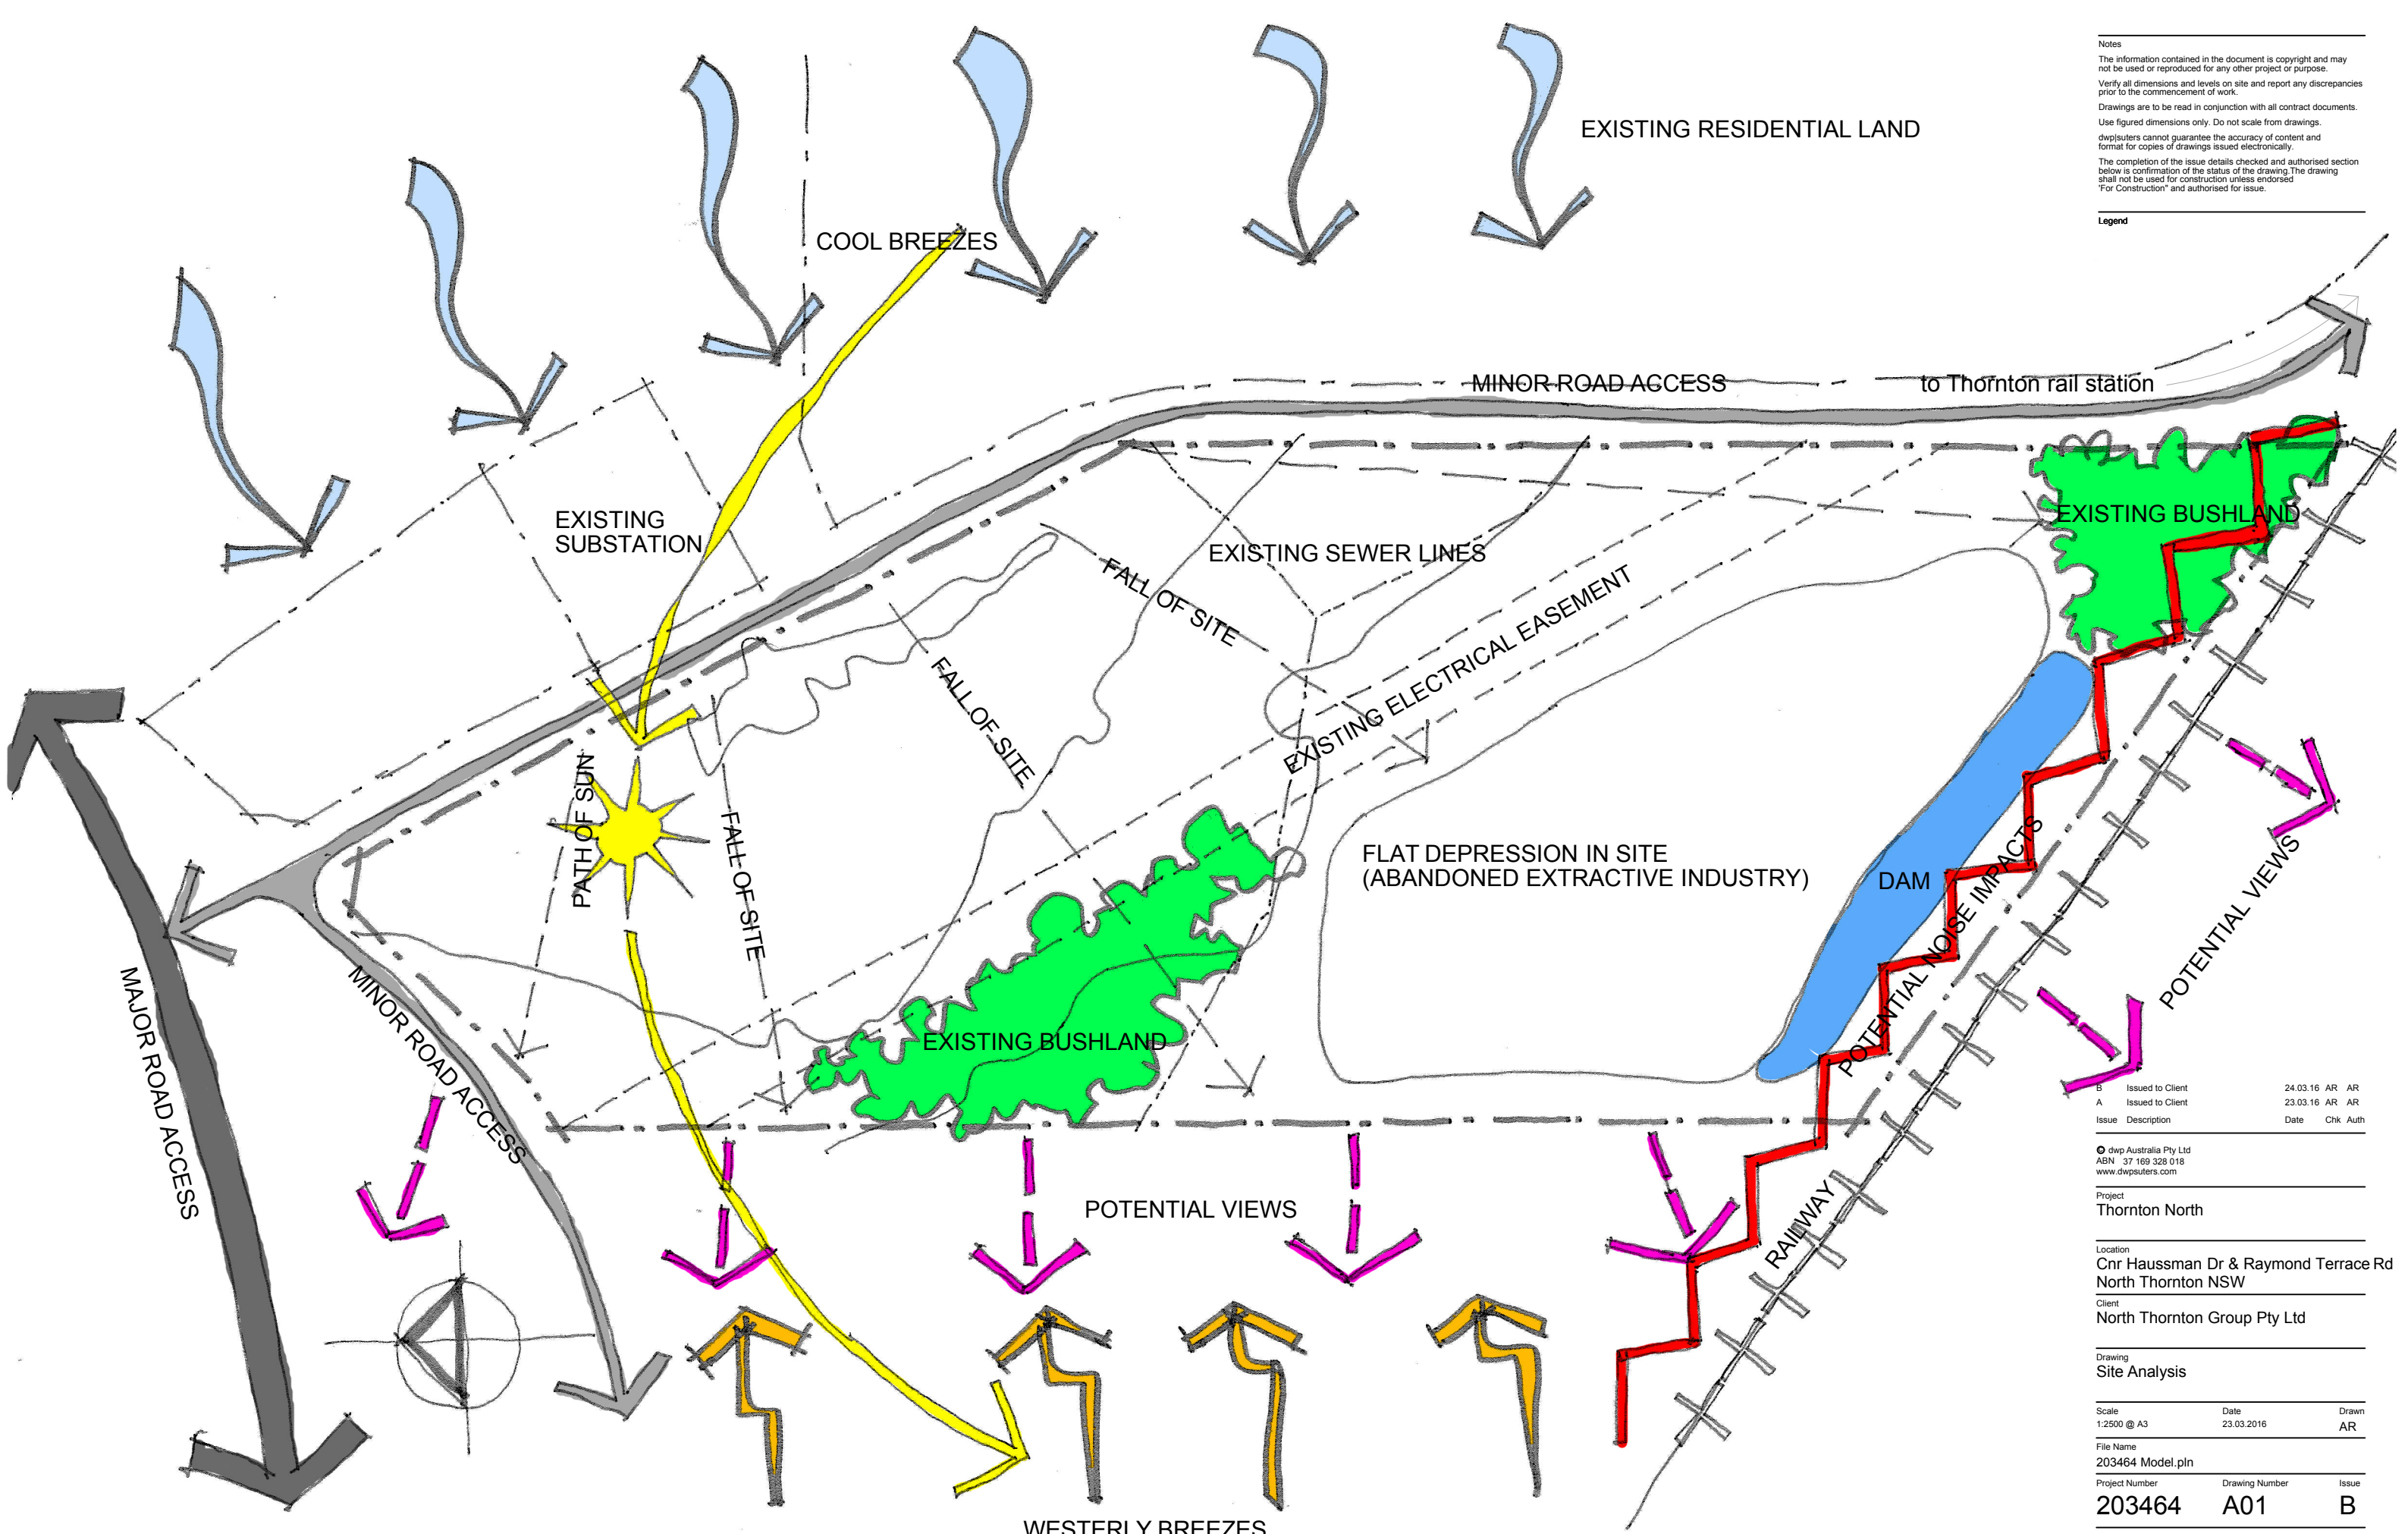 Notes
The information contained in the document is copyright and may
not be used or reproduced for any other project or purpose.
Verify all dimensions and levels on site and report any discrepancies
prior to the commencement of work.
Drawings are to be read in conjunction with all contract documents.
Use figured dimensions only. Do not scale from drawings.
dwp|suters cannot guarantee the accuracy of content and
format for copies of drawings issued electronically.
The completion of the issue details checked and authorised section
below is confirmation of the status of the drawing.The drawing
shall not be used for construction unless endorsed
'For Construction" and authorised for issue.
Legend
EXISTING RESIDENTIAL LAND
COOL BREEZES
MINOR ROAD ACCESS
to Thornton rail station
EXISTING
SUBSTATION
EXISTING BUSHLAND
EXISTING SEWER LINES
FALL OF SITE
FALL OF SITE
FALL OF SITE
EXISTING ELECTRICAL EASEMENT
PATH OF SUN
FLAT DEPRESSION IN SITE
(ABANDONED EXTRACTIVE INDUSTRY)
DAM
POTENTIAL NOISE IMPACTS
POTENTIAL VIEWS
MAJOR ROAD ACCESS
MINOR ROAD ACCESS
EXISTING BUSHLAND
POTENTIAL VIEWS
RAILWAY
WESTERLY BREEZES
B Issued to Client 24.03.16 AR AR
A Issued to Client 23.03.16 AR AR
Issue Description Date Chk Auth
© dwp Australia Pty Ltd
ABN 37 169 328 018
www.dwpsuters.com
Project
Thornton North
Location
Cnr Haussman Dr & Raymond Terrace Rd
North Thornton NSW
Client
North Thornton Group Pty Ltd
Drawing
Site Analysis
Scale Date Drawn
1:2500 @ A3 23.03.2016 AR
File Name
203464 Model.pln
Project Number Drawing Number Issue
203464 A01 B